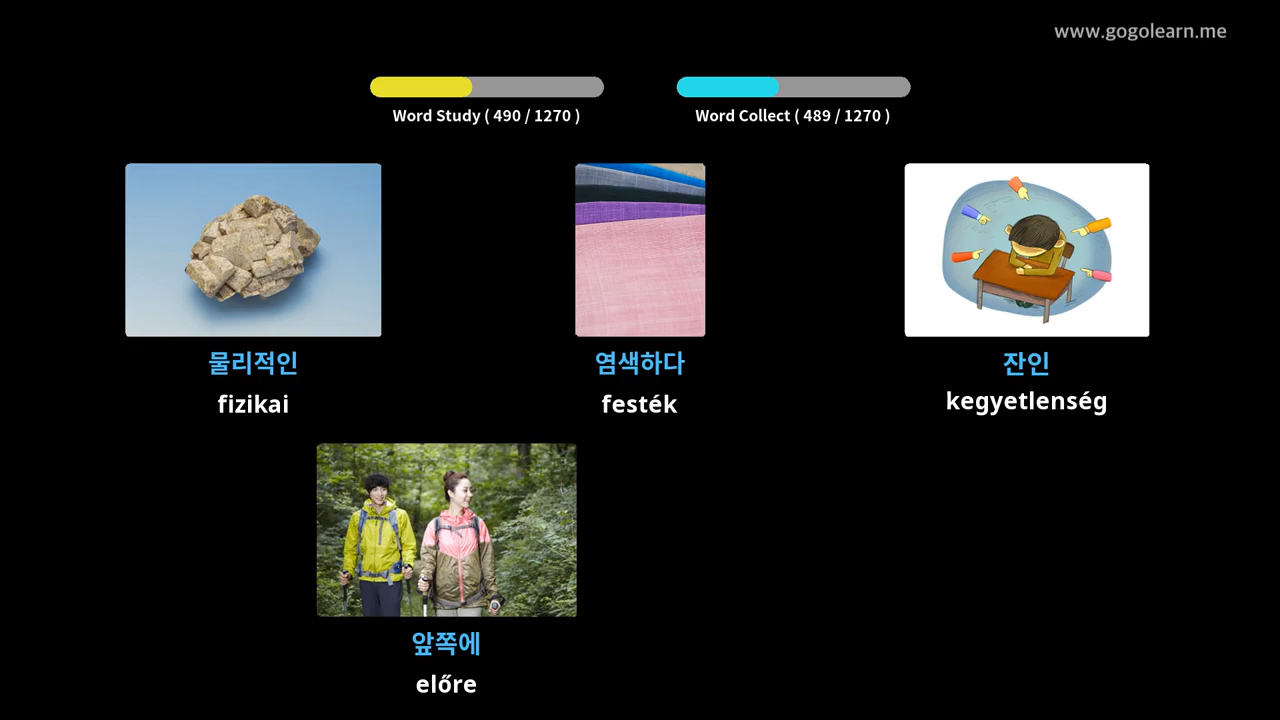 www.gogolearn.me
Word Study ( 490 / 1270 )
Word Collect ( 489 / 1270 )
물리적인
fizikai
염색하다
festék
잔인
kegyetlenség
앞쪽에
előre